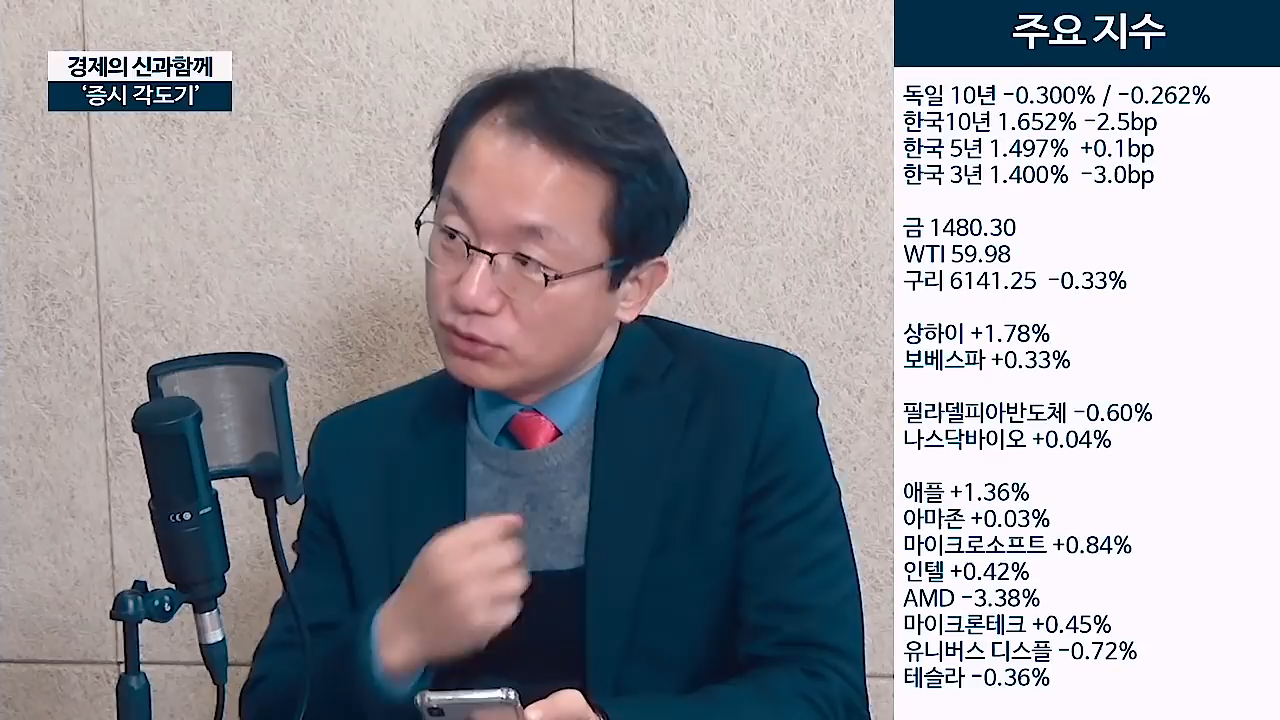 경제의 신과함께
'증시 각도기'
주요 지수
독일 10년 -0.300% / -0.262%
한국10년 1.652% -2.5bp
한국 5년 1.497% +0.1bp
한국 3년 1.400% -3.0bp
금 1480.30
WTI 59.98
구리 6141.25 -0.33%
상하이 +1.78%
보베스파 +0.33%
필라델피아반도체 -0.60%
나스닥바이오 +0.04%
애플 +1.36%
아마존 +0.03%
마이크로소프트 +0.84%
인텔 +0.42%
AMD -3.38%
마이크론테크 +0.45%
유니버스 디스플 -0.72%
테슬라 -0.36%